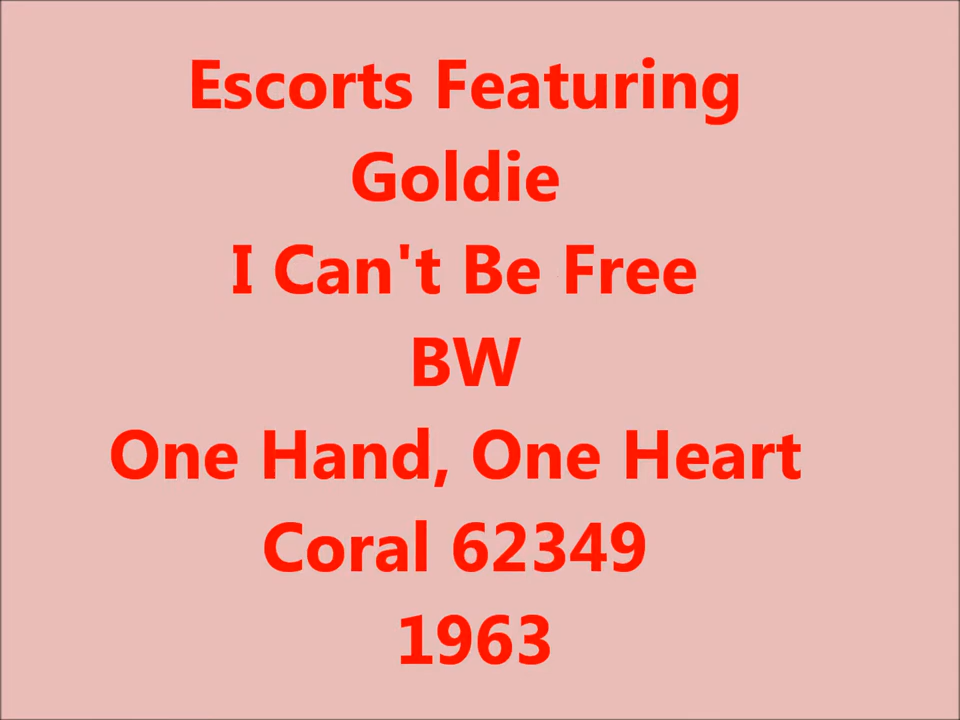 Escorts Featuring
Goldie
I Can't Be Free
BW
One Hand, One Heart
Coral 62349
1963